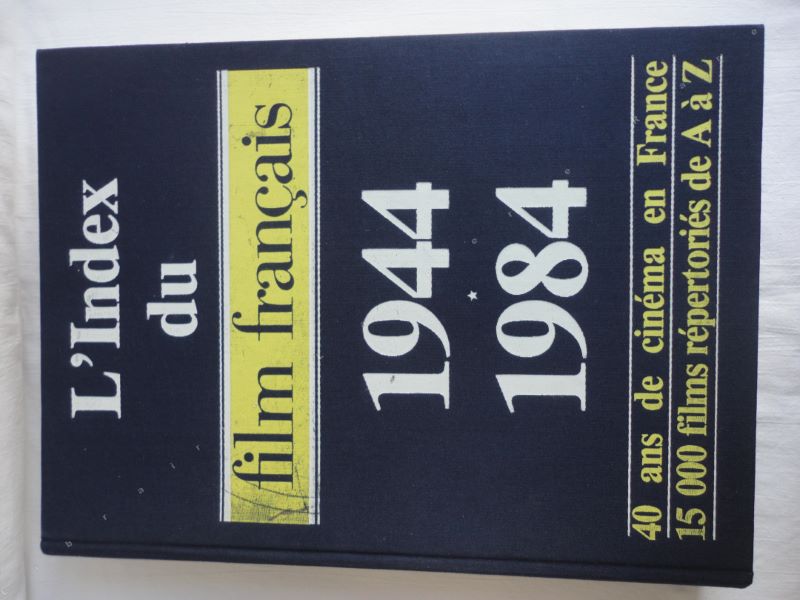 L'Index
du
film français
1944
1984
40 ans de cinéma en France
15 000 films répertoriés de A à Z